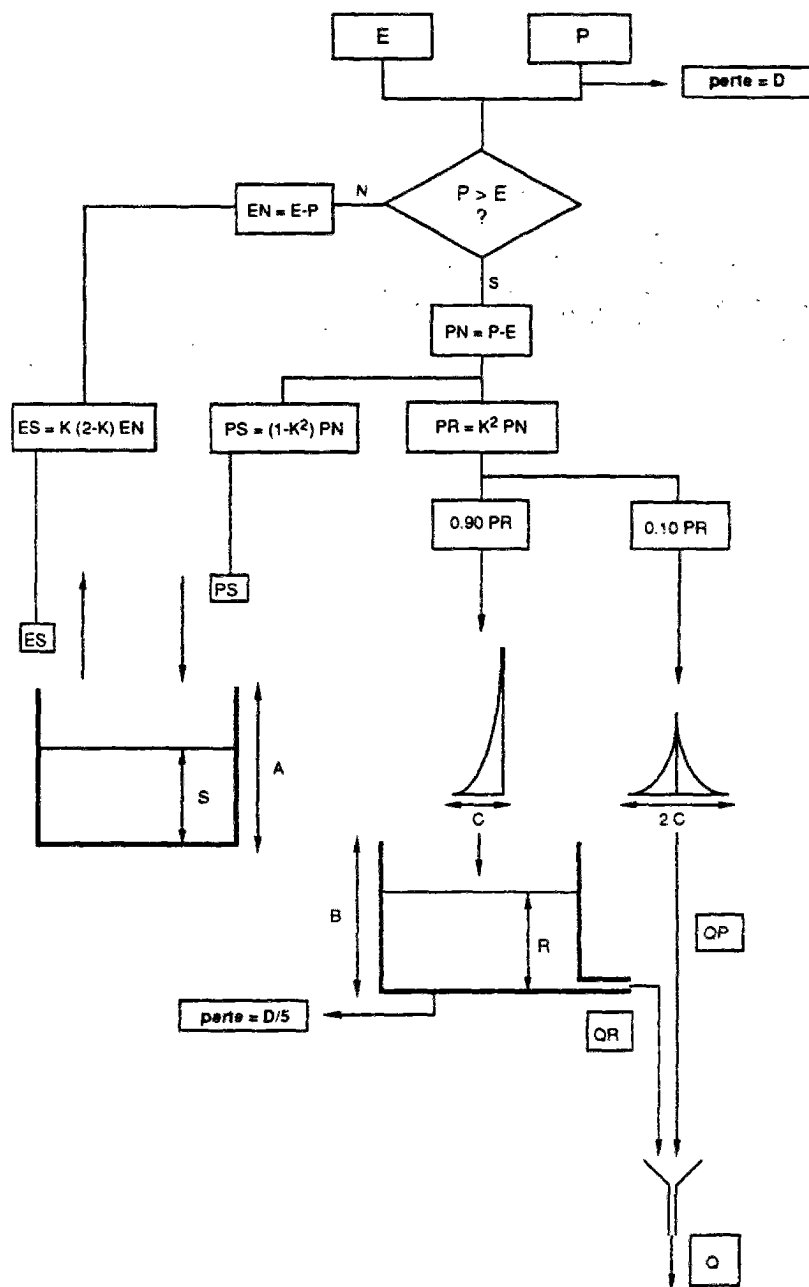 E
P
perte = D
P > E
?
N
EN = E-P
S
PN = P-E
ES = K (2-K) EN
PS = (1-K²) PN
PR = K² PN
0.90 PR
0.10 PR
PS
ES
A
S
C
2 C
B
R
QP
perte = D/5
QR
Q